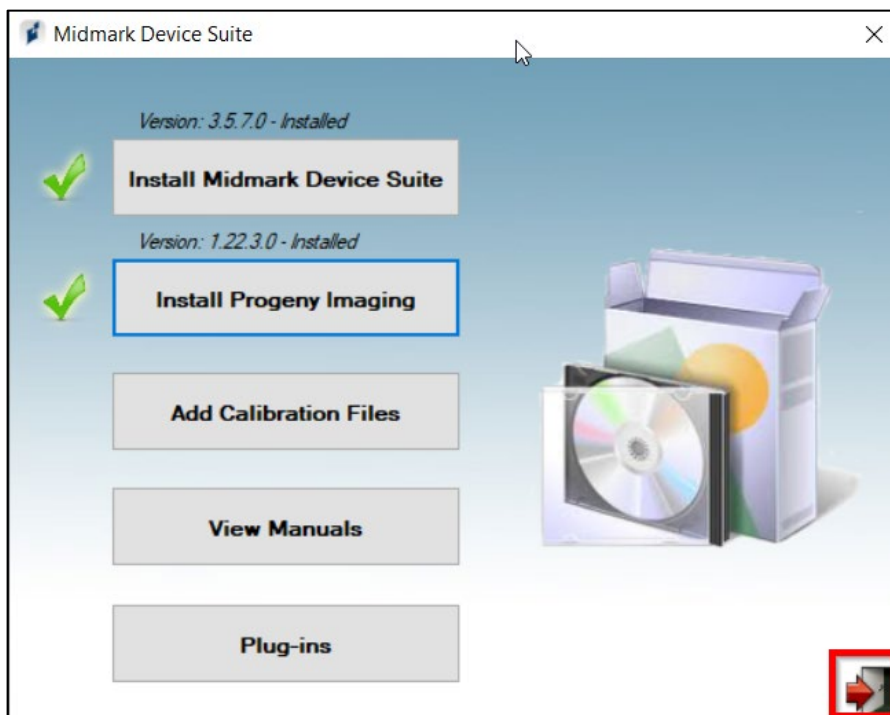 Midmark Device Suite
Version: 3.5.7.0 - Installed
Install Midmark Device Suite
Version: 1.22.3.0 - Installed
Install Progeny Imaging
Add Calibration Files
View Manuals
Plug-ins